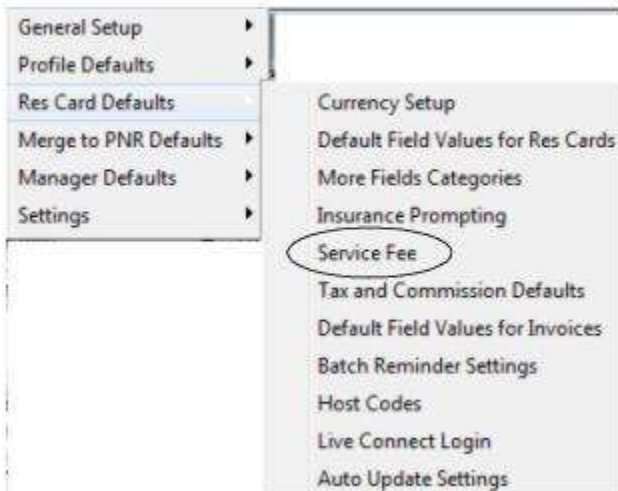 General Setup
Profile Defaults
Res Card Defaults
Merge to PNR Defaults
Manager Defaults
Settings
Currency Setup
Default Field Values for Res Cards
More Fields Categories
Insurance Prompting
Service Fee
Tax and Commission Defaults
Default Field Values for Invoices
Batch Reminder Settings
Host Codes
Live Connect Login
Auto Update Settings